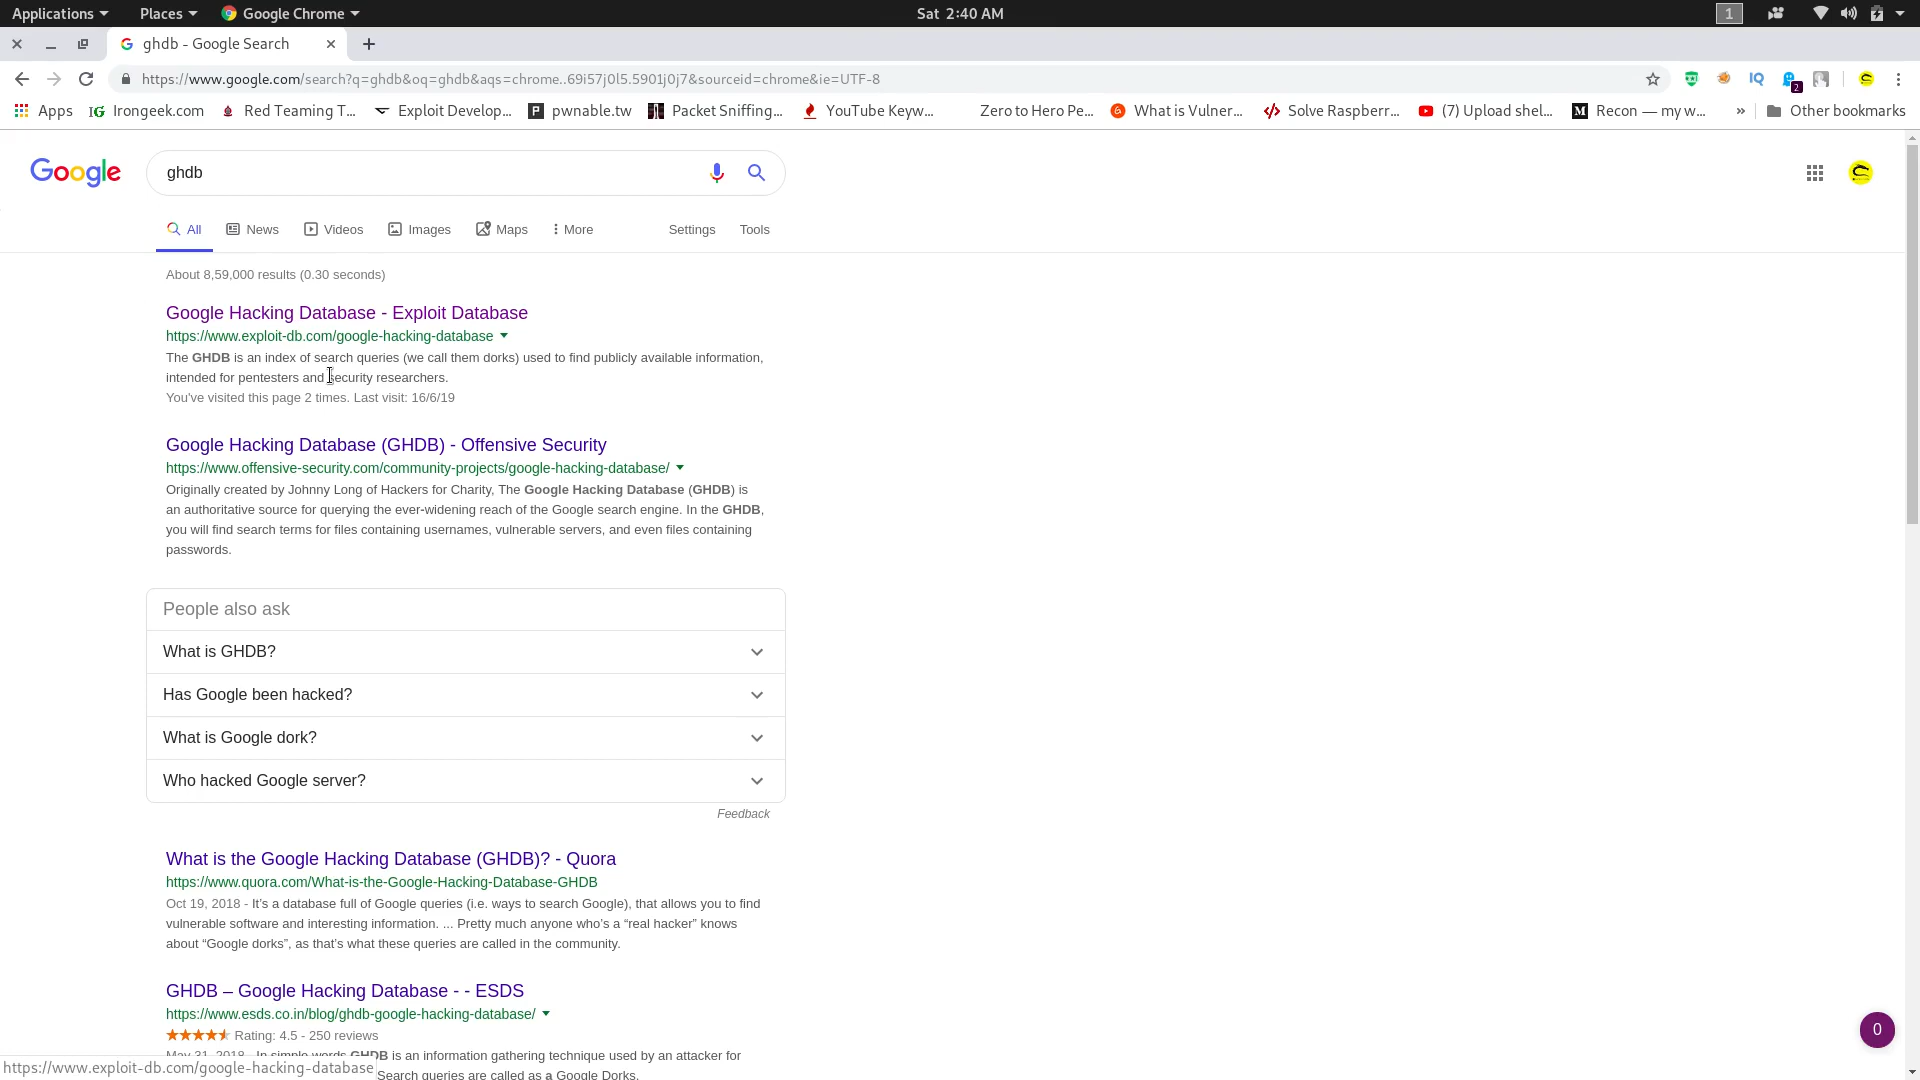 Applications Places Google Chrome Sat 2:40 AM 1
ghdb - Google Search
https://www.google.com/search?q=ghdb&oq=ghdb&aqs=chrome..69i57j0l5.5901j0j7&sourceid=chrome&ie=UTF-8 IQ 2
Apps IG Irongeek.com Red Teaming T... Exploit Develop... P pwnable.tw Packet Sniffing... YouTube Keyw... Zero to Hero Pe... What is Vulner... Solve Raspberr... (7) Upload shel... M Recon — my w... » Other bookmarks
Google ghdb
All News Videos Images Maps More Settings Tools
About 8,59,000 results (0.30 seconds)
Google Hacking Database - Exploit Database
https://www.exploit-db.com/google-hacking-database
The GHDB is an index of search queries (we call them dorks) used to find publicly available information,
intended for pentesters and security researchers.
You've visited this page 2 times. Last visit: 16/6/19
Google Hacking Database (GHDB) - Offensive Security
https://www.offensive-security.com/community-projects/google-hacking-database/
Originally created by Johnny Long of Hackers for Charity, The Google Hacking Database (GHDB) is
an authoritative source for querying the ever-widening reach of the Google search engine. In the GHDB,
you will find search terms for files containing usernames, vulnerable servers, and even files containing
passwords.
People also ask
What is GHDB?
Has Google been hacked?
What is Google dork?
Who hacked Google server?
Feedback
What is the Google Hacking Database (GHDB)? - Quora
https://www.quora.com/What-is-the-Google-Hacking-Database-GHDB
Oct 19, 2018 - It's a database full of Google queries (i.e. ways to search Google), that allows you to find
vulnerable software and interesting information. ... Pretty much anyone who's a “real hacker” knows
about “Google dorks”, as that's what these queries are called in the community.
GHDB – Google Hacking Database - - ESDS
https://www.esds.co.in/blog/ghdb-google-hacking-database/
Rating: 4.5 - 250 reviews
0
May 31, 2018 - In simple words GHDB is an information gathering technique used by an attacker for
https://www.exploit-db.com/google-hacking-database
Search queries are called as a Google Dorks.